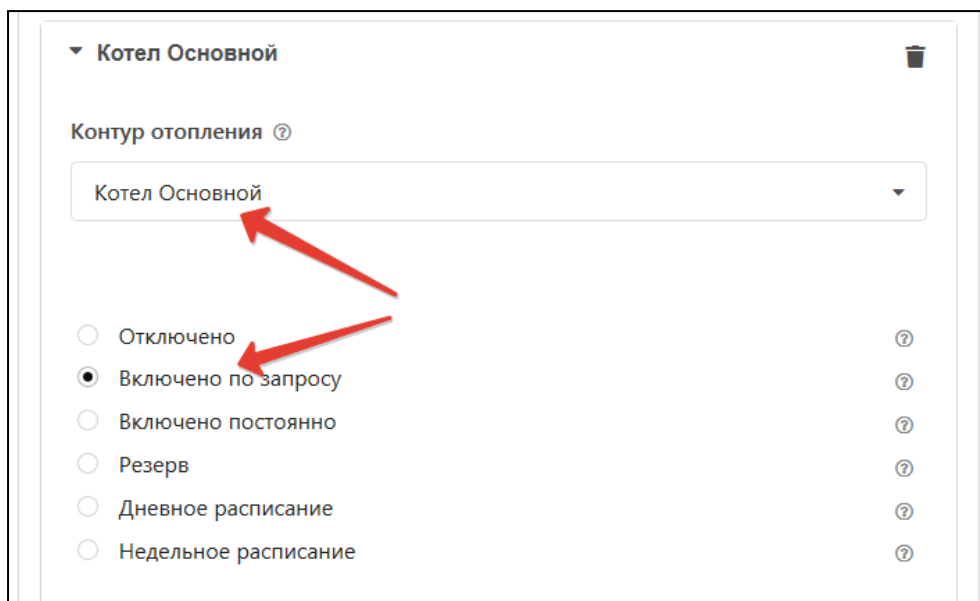 Котел Основной
Контур отопления
Котел Основной
Отключено
Включено по запросу
Включено постоянно
Резерв
Дневное расписание
Недельное расписание